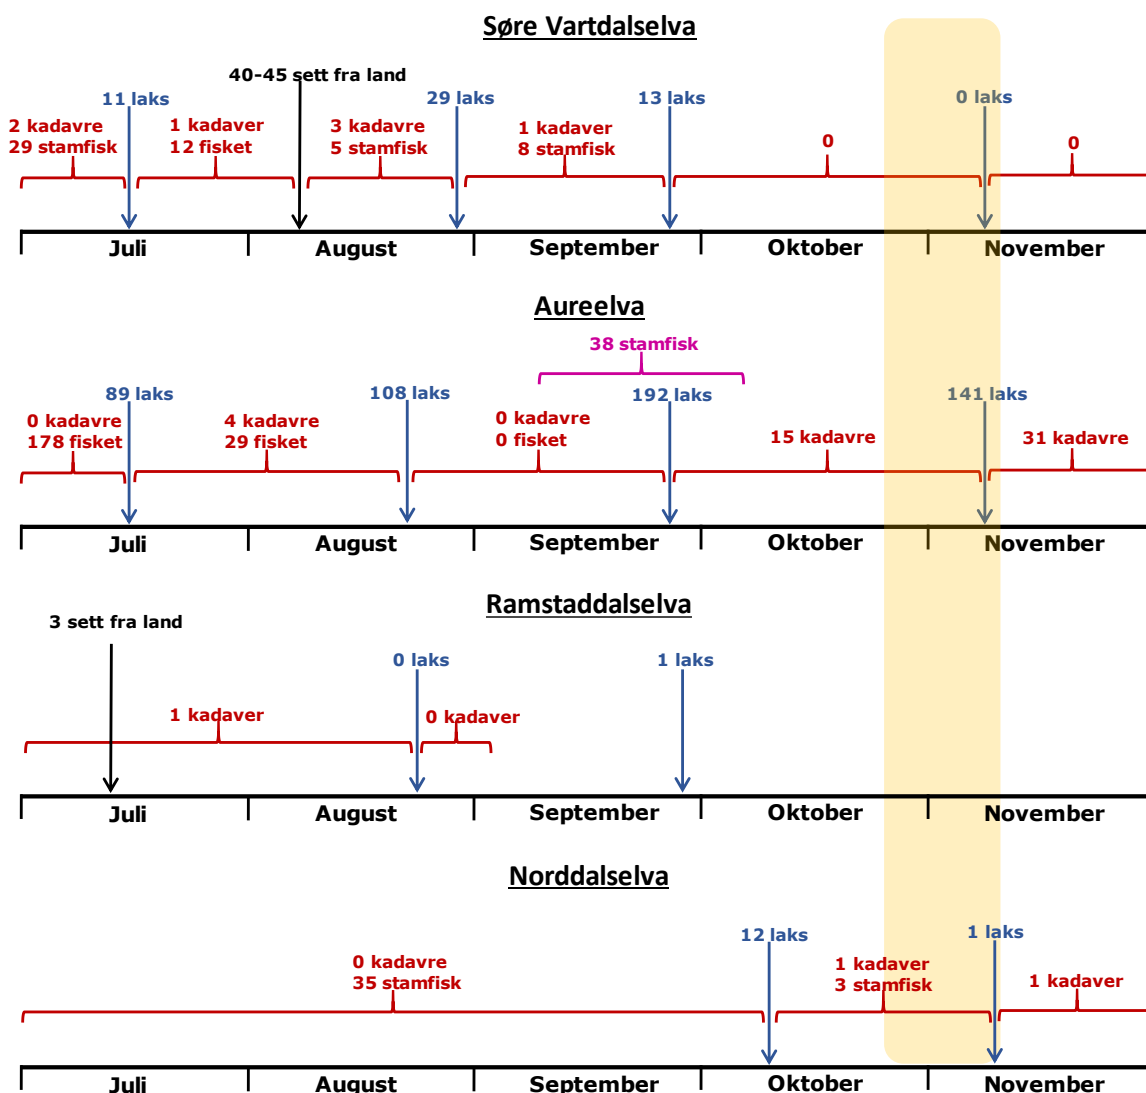 Søre Vartdalselva
40-45 sett fra land
11 laks
29 laks
13 laks
0 laks
2 kadavre
29 stamfisk
1 kadaver
12 fisket
3 kadavre
5 stamfisk
1 kadaver
8 stamfisk
0
0
Juli
August
September
Oktober
November
Aureelva
38 stamfisk
89 laks
108 laks
192 laks
141 laks
0 kadavre
178 fisket
4 kadavre
29 fisket
0 kadavre
0 fisket
15 kadavre
31 kadavre
Juli
August
September
Oktober
November
Ramstaddalselva
3 sett fra land
0 laks
1 laks
1 kadaver
0 kadaver
Juli
August
September
Oktober
November
Norddalselva
12 laks
1 laks
0 kadavre
35 stamfisk
1 kadaver
3 stamfisk
1 kadaver
Juli
August
September
Oktober
November